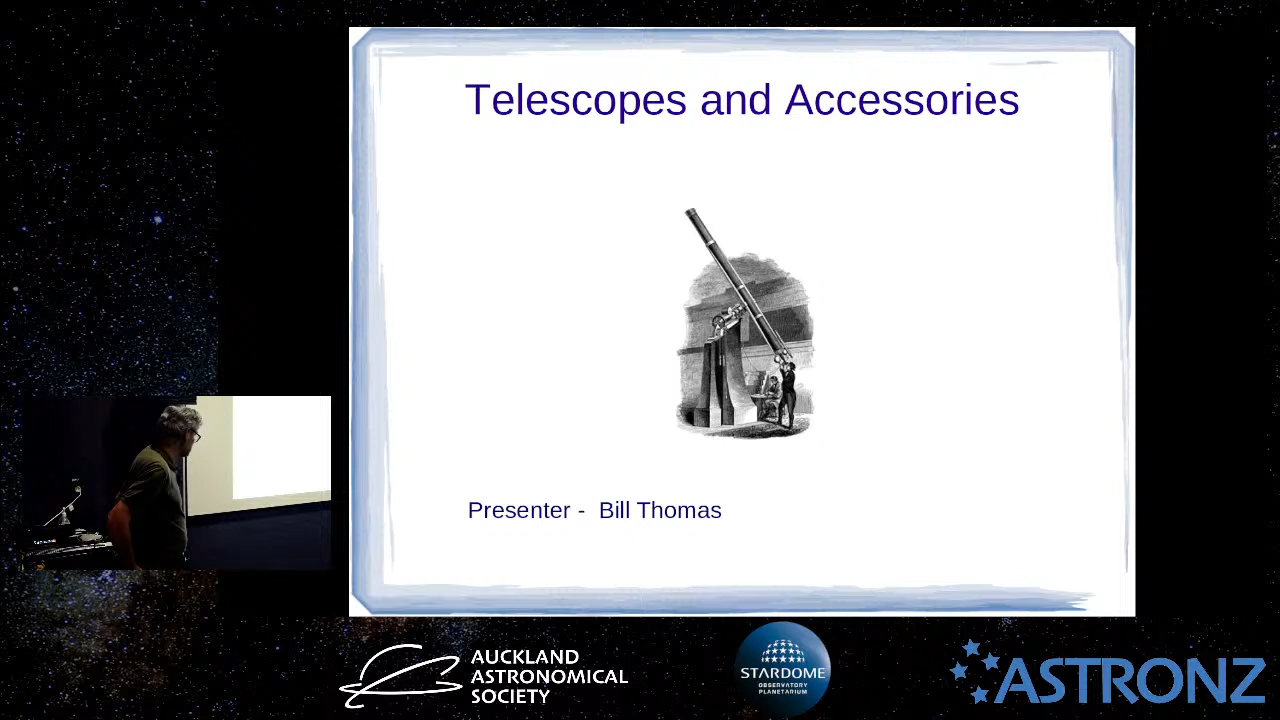 Telescopes and Accessories
Presenter - Bill Thomas
AUCKLAND
ASTRONOMICAL
SOCIETY
STARDOME
OBSERVATORY
PLANETARIUM
ASTRONZ